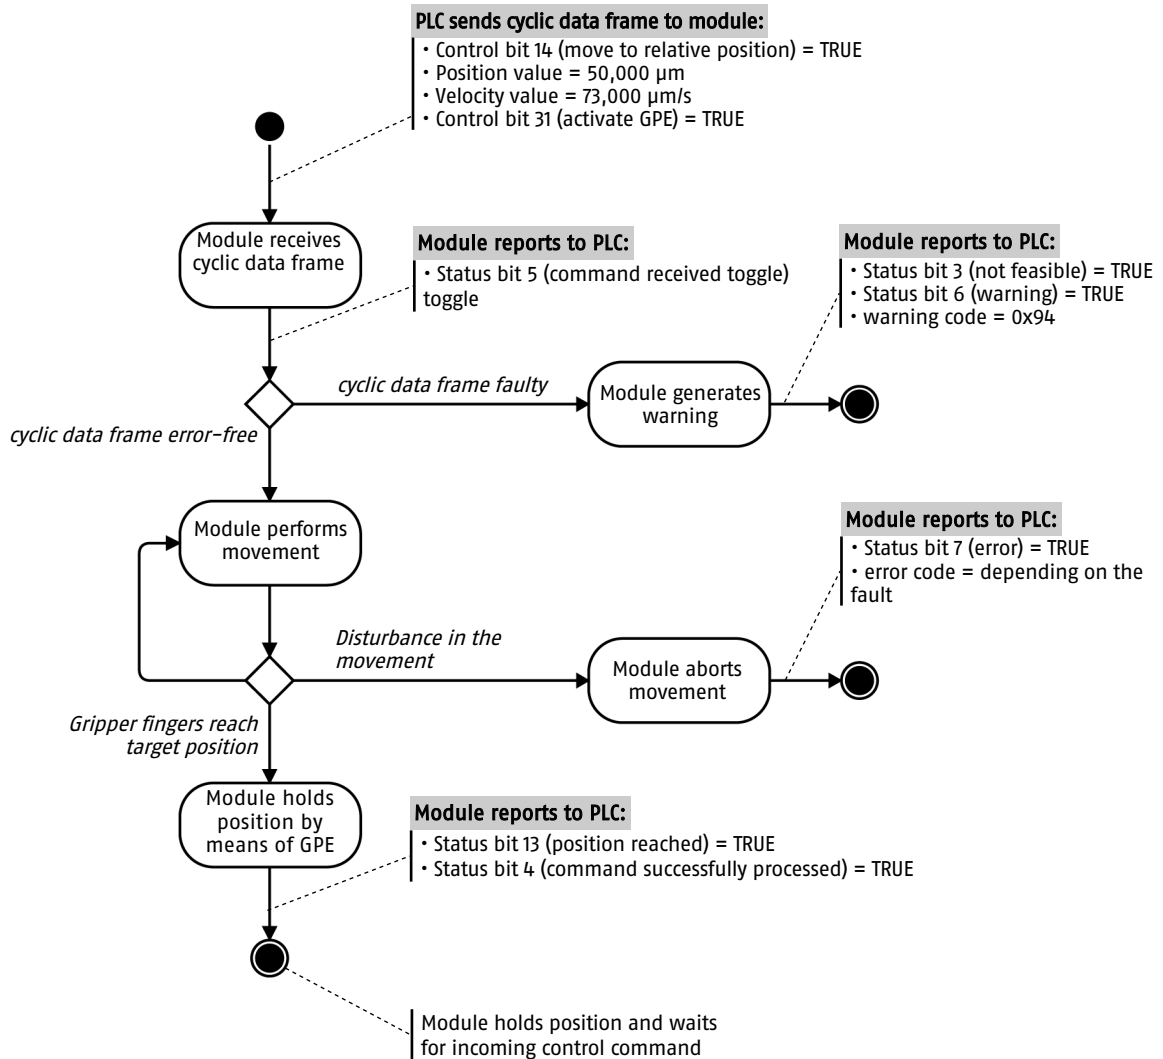 PLC sends cyclic data frame to module:
• Control bit 14 (move to relative position) = TRUE
• Position value = 50,000 µm
• Velocity value = 73,000 µm/s
• Control bit 31 (activate GPE) = TRUE
Module receives
cyclic data frame
Module reports to PLC:
• Status bit 5 (command received toggle)
toggle
Module reports to PLC:
• Status bit 3 (not feasible) = TRUE
• Status bit 6 (warning) = TRUE
• warning code = 0x94
cyclic data frame faulty
Module generates
warning
cyclic data frame error-free
Module performs
movement
Module reports to PLC:
• Status bit 7 (error) = TRUE
• error code = depending on the
fault
Disturbance in the
movement
Module aborts
movement
Gripper fingers reach
target position
Module holds
position by
means of GPE
Module reports to PLC:
• Status bit 13 (position reached) = TRUE
• Status bit 4 (command successfully processed) = TRUE
Module holds position and waits
for incoming control command